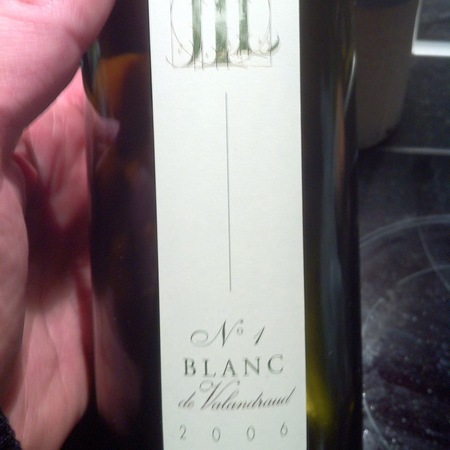 Nº 1
BLANC
de Valandraud
2006